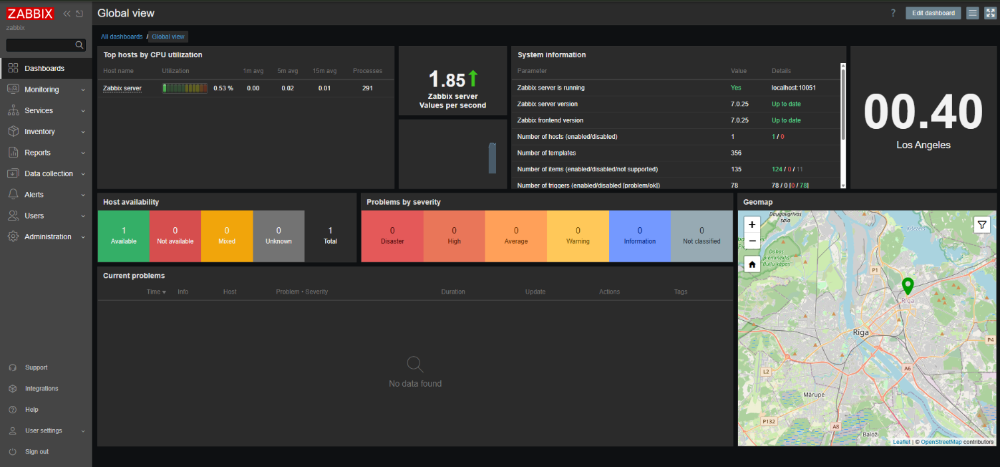 ZABBIX
zabbix
Dashboards
Monitoring
Services
Inventory
Reports
Data collection
Alerts
Users
Administration
Support
Integrations
Help
User settings
Sign out
Global view
? Edit dashboard
All dashboards / Global view
Top hosts by CPU utilization
Host name Utilization 1m avg 5m avg 15m avg Processes
Zabbix server 0.53 % 0.00 0.02 0.01 291
1.85
Zabbix server
Values per second
System information
Parameter Value Details
Zabbix server is running Yes localhost:10051
Zabbix server version 7.0.25 Up to date
Zabbix frontend version 7.0.25 Up to date
Number of hosts (enabled/disabled) 1 1 / 0
Number of templates 356
Number of items (enabled/disabled/not supported) 135 124 / 0 / 11
Number of triggers (enabled/disabled [problem/ok]) 78 78 / 0 [0 / 78]
00.40
Los Angeles
Host availability
1 Available
0 Not available
0 Mixed
0 Unknown
1 Total
Problems by severity
0 Disaster
0 High
0 Average
0 Warning
0 Information
0 Not classified
Current problems
Time Info Host Problem • Severity Duration Update Actions Tags
No data found
Geomap
+
−
Daugavgrīvas
sala
Ķīšezers
Dabas
piemineklis
"Buļļu kāpas"
P1
Rīga
Rīga
P4
A6
L2
Mārupe
P132
A8
Baloži
Leaflet | © OpenStreetMap contributors